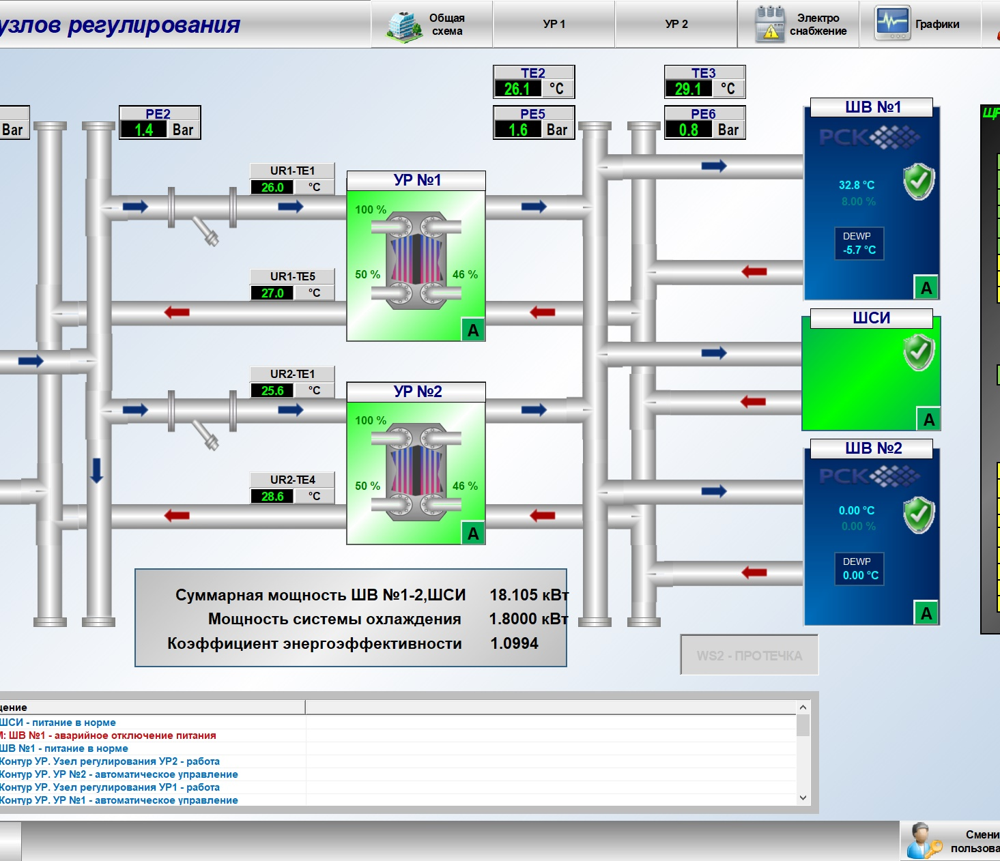 узлов регулирования
Общая
схема
УР 1
УР 2
Электро
снабжение
Графики
TE2
26.1 °C
TE3
29.1 °C
Bar
PE2
1.4 Bar
PE5
1.6 Bar
PE6
0.8 Bar
ШВ №1
РСК
32.8 °C
8.00 %
DEWP
-5.7 °C
A
UR1-TE1
26.0 °C
УР №1
100 %
50 %
46 %
A
UR1-TE5
27.0 °C
ШСИ
A
UR2-TE1
25.6 °C
УР №2
100 %
50 %
46 %
A
UR2-TE4
28.6 °C
ШВ №2
РСК
0.00 °C
0.00 %
DEWP
0.00 °C
A
Суммарная мощность ШВ №1-2,ШСИ 18.105 кВт
Мощность системы охлаждения 1.8000 кВт
Коэффициент энергоэффективности 1.0994
WS2 - ПРОТЕЧКА
щение
ШСИ - питание в норме
М: ШВ №1 - аварийное отключение питания
ШВ №1 - питание в норме
Контур УР. Узел регулирования УР2 - работа
Контур УР. УР №2 - автоматическое управление
Контур УР. Узел регулирования УР1 - работа
Контур УР. УР №1 - автоматическое управление
Смени
пользова